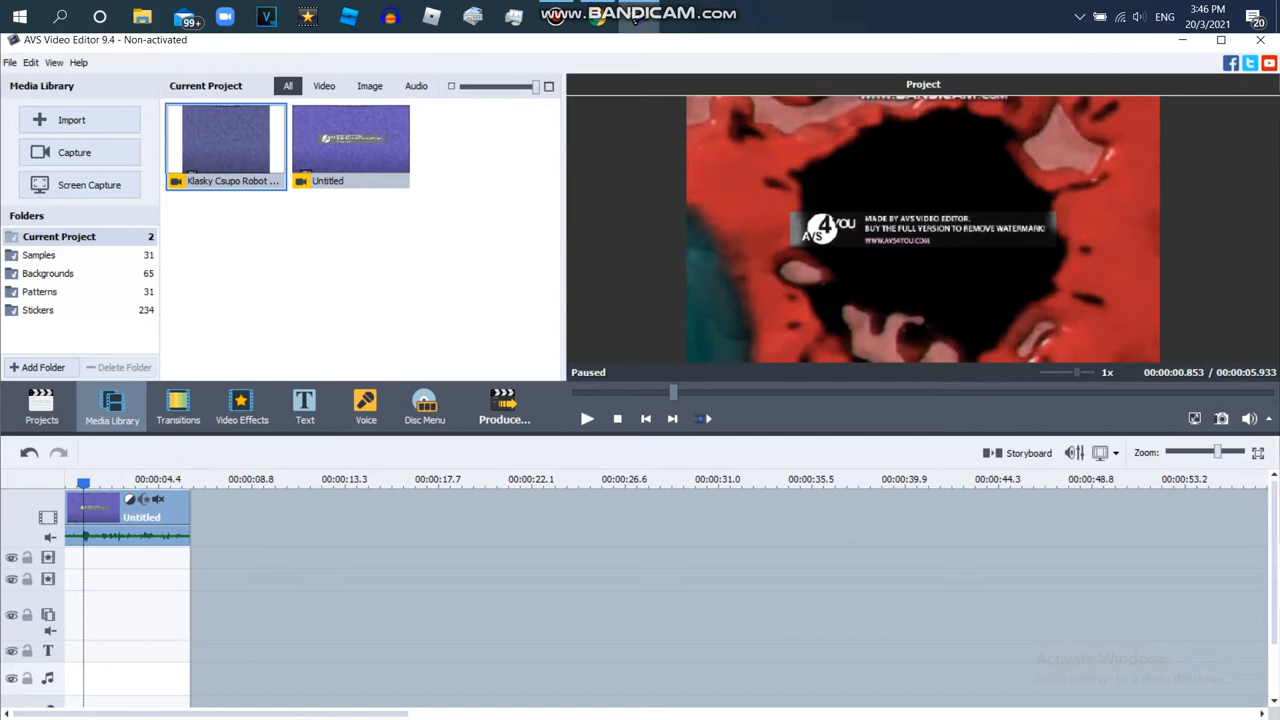 WWW.BANDICAM.COM
99+
3:46 PM
ENG
20/3/2021
20
AVS Video Editor 9.4 - Non-activated
File Edit View Help
Media Library
Current Project
All
Video
Image
Audio
Project
Import
Capture
Screen Capture
Klasky Csupo Robot ...
Untitled
Folders
Current Project 2
Samples 31
Backgrounds 65
Patterns 31
Stickers 234
Add Folder
Delete Folder
WWW.BANDICAM.COM
AVS4YOU
MADE BY AVS VIDEO EDITOR.
BUY THE FULL VERSION TO REMOVE WATERMARK!
WWW.AVS4YOU.COM
Paused
1x
00:00:00.853 / 00:00:05.933
Projects
Media Library
Transitions
Video Effects
Text
Voice
Disc Menu
Produce...
Storyboard
Zoom:
00:00:04.4 00:00:08.8 00:00:13.3 00:00:17.7 00:00:22.1 00:00:26.6 00:00:31.0 00:00:35.5 00:00:39.9 00:00:44.3 00:00:48.8 00:00:53.2
Untitled
T
Activate Windows